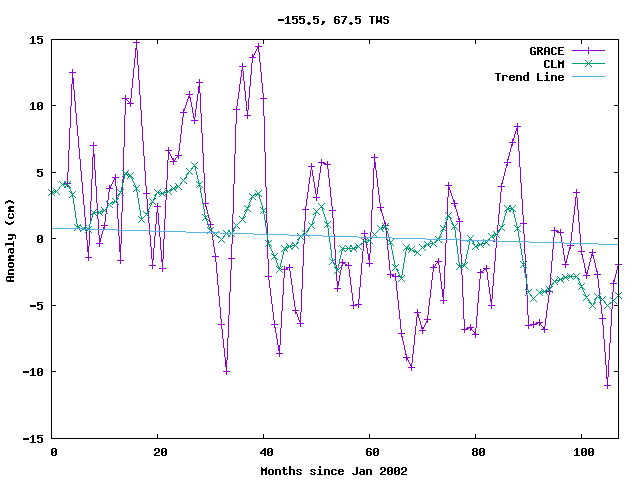 -155.5, 67.5 TWS
GRACE
CLM
Trend Line
15
10
5
0
-5
-10
-15
Anomaly (cm)
0 20 40 60 80 100
Months since Jan 2002